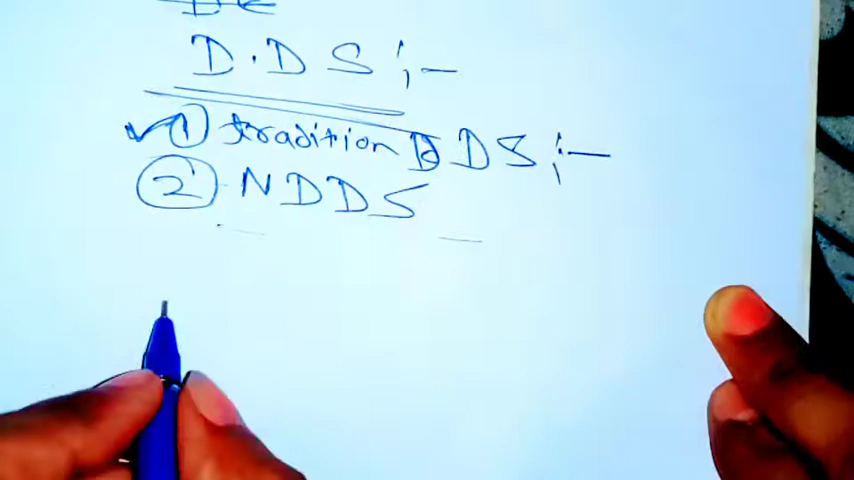 D.DS ;-
① tradition DDS ;-
② NDDS